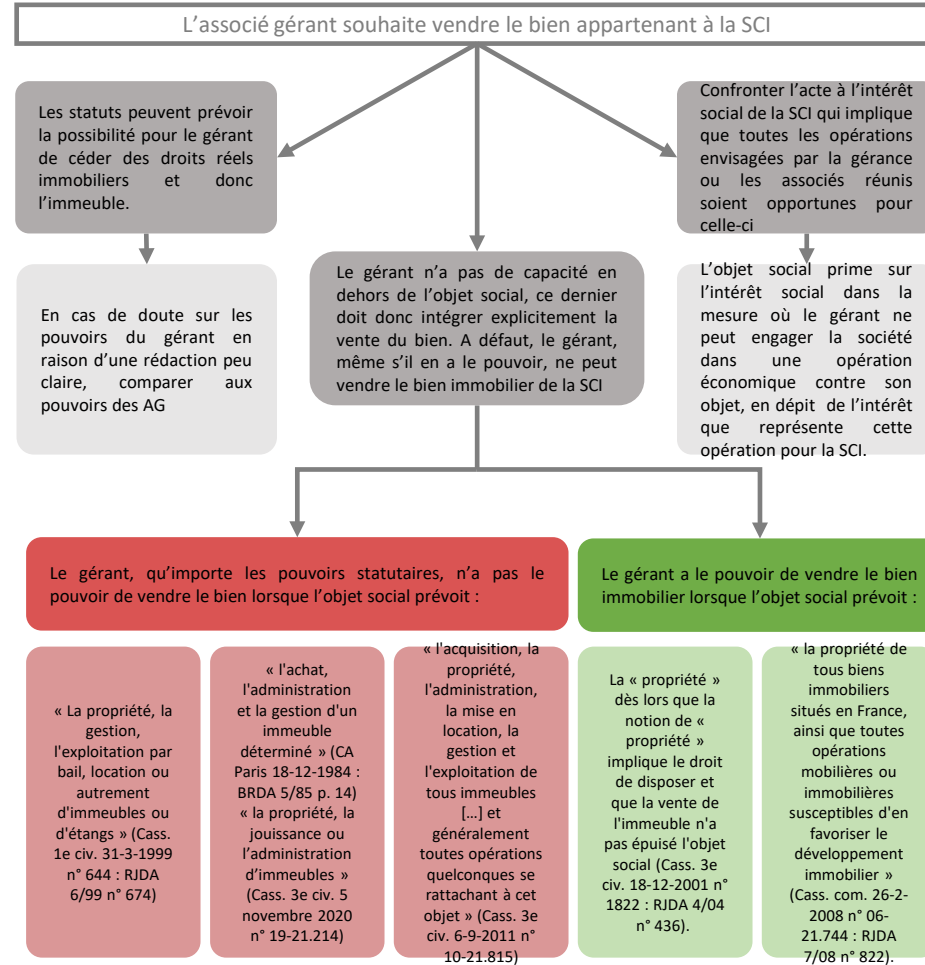 L'associé gérant souhaite vendre le bien appartenant à la SCI
Les statuts peuvent prévoir
la possibilité pour le gérant
de céder des droits réels
immobiliers et donc
l'immeuble.
Confronter l'acte à l'intérêt
social de la SCI qui implique
que toutes les opérations
envisagées par la gérance
ou les associés réunis
soient opportunes pour
celle-ci
En cas de doute sur les
pouvoirs du gérant en
raison d'une rédaction peu
claire, comparer aux
pouvoirs des AG
Le gérant n'a pas de capacité en
dehors de l'objet social, ce dernier
doit donc intégrer explicitement la
vente du bien. A défaut, le gérant,
même s'il en a le pouvoir, ne peut
vendre le bien immobilier de la SCI
L'objet social prime sur
l'intérêt social dans la
mesure où le gérant ne
peut engager la société
dans une opération
économique contre son
objet, en dépit de l'intérêt
que représente cette
opération pour la SCI.
Le gérant, qu'importe les pouvoirs statutaires, n'a pas le
pouvoir de vendre le bien lorsque l'objet social prévoit :
Le gérant a le pouvoir de vendre le bien
immobilier lorsque l'objet social prévoit :
« La propriété, la
gestion,
l'exploitation par
bail, location ou
autrement
d'immeubles ou
d'étangs » (Cass.
1e civ. 31-3-1999
n° 644 : RJDA
6/99 n° 674)
« l'achat,
l'administration
et la gestion d'un
immeuble
déterminé » (CA
Paris 18-12-1984 :
BRDA 5/85 p. 14)
« la propriété, la
jouissance ou
l'administration
d'immeubles »
(Cass. 3e civ. 5
novembre 2020
n° 19-21.214)
« l'acquisition, la
propriété,
l'administration,
la mise en
location, la
gestion et
l'exploitation de
tous immeubles
[…] et
généralement
toutes opérations
quelconques se
rattachant à cet
objet » (Cass. 3e
civ. 6-9-2011 n°
10-21.815)
La « propriété »
dès lors que la
notion de «
propriété »
implique le droit
de disposer et
que la vente de
l'immeuble n'a
pas épuisé l'objet
social (Cass. 3e
civ. 18-12-2001 n°
1822 : RJDA 4/04
n° 436).
« la propriété de
tous biens
immobiliers
situés en France,
ainsi que toutes
opérations
mobilières ou
immobilières
susceptibles d'en
favoriser le
développement
immobilier »
(Cass. com. 26-2-
2008 n° 06-
21.744 : RJDA
7/08 n° 822).